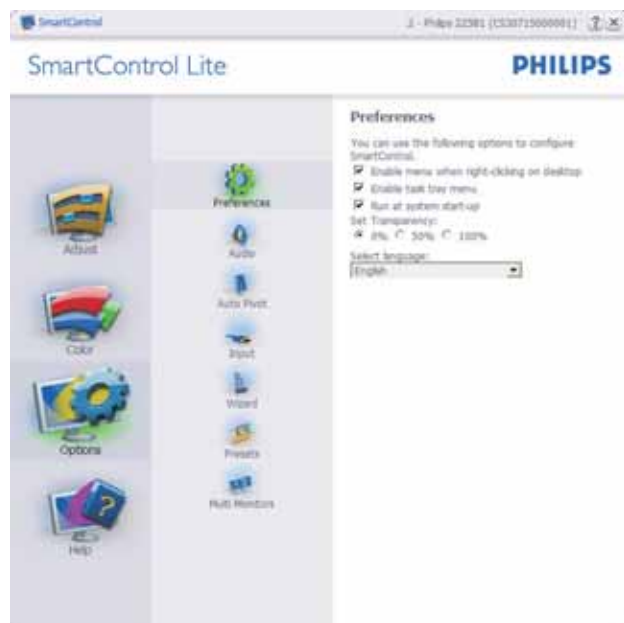 SmartControl
SmartControl Lite
PHILIPS
Adjust
Color
Options
Help
Preferences
Audio
Auto Pivot
Input
Wizard
Presets
Multi Monitors
Preferences
You can use the following options to configure
SmartControl.
Enable menu when right-clicking on desktop
Enable task tray menu
Run at system start-up
Set Transparency:
0% 50% 100%
Select language:
English